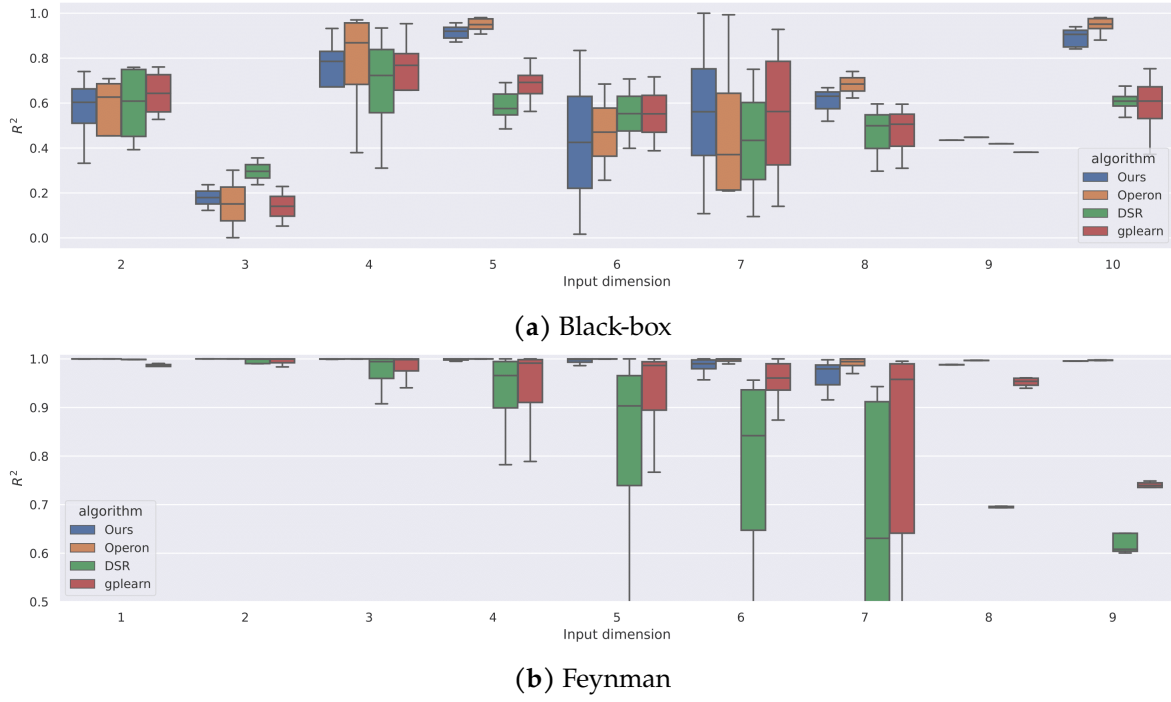 R²
1.0
0.8
0.6
0.4
0.2
0.0
algorithm
Ours
Operon
DSR
gplearn
2 3 4 5 6 7 8 9 10
Input dimension
(a) Black-box
R²
1.0
0.9
0.8
0.7
0.6
0.5
algorithm
Ours
Operon
DSR
gplearn
1 2 3 4 5 6 7 8 9
Input dimension
(b) Feynman